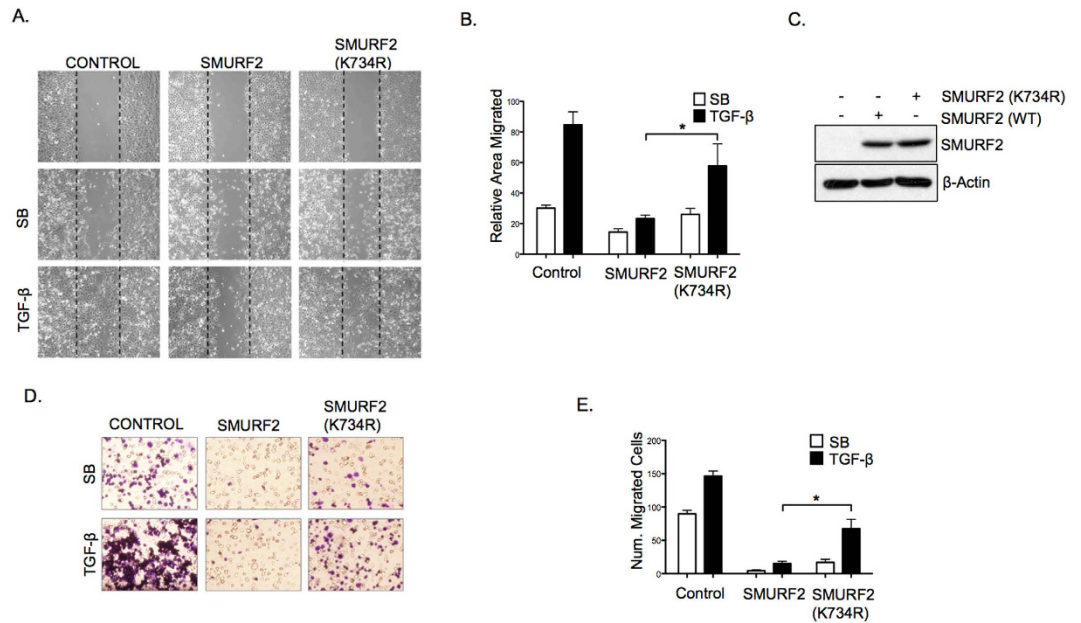 A.
CONTROL
SMURF2
SMURF2
(K734R)
SB
TGF-β
B.
Relative Area Migrated
100
80
60
40
20
0
SB
TGF-β
*
Control
SMURF2
SMURF2
(K734R)
C.
- - + SMURF2 (K734R)
- + - SMURF2 (WT)
SMURF2
β-Actin
D.
CONTROL
SMURF2
SMURF2
(K734R)
SB
TGF-β
E.
Num. Migrated Cells
200
150
100
50
0
SB
TGF-β
*
Control
SMURF2
SMURF2
(K734R)